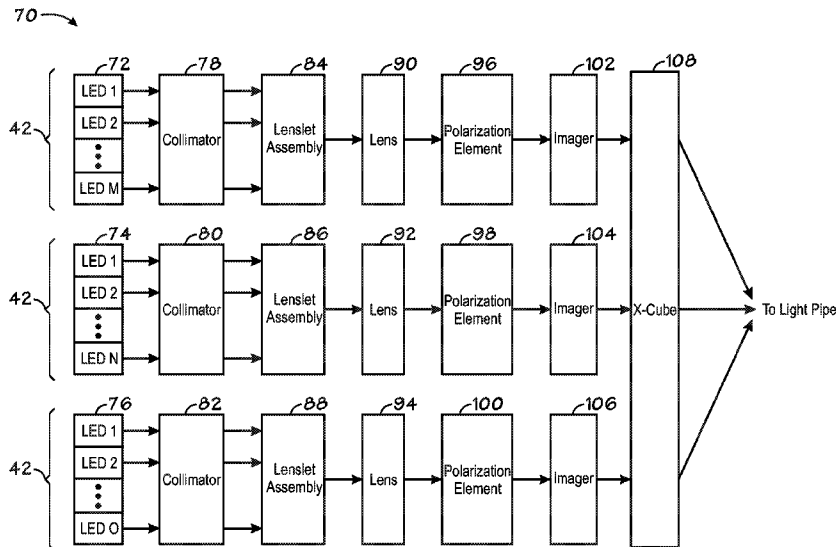 70
72 78 84 90 96 102 108
42
LED 1
LED 2
LED M
Collimator
Lenslet
Assembly
Lens
Polarization
Element
Imager
74 80 86 92 98 104
42
LED 1
LED 2
LED N
Collimator
Lenslet
Assembly
Lens
Polarization
Element
Imager
X-Cube
To Light Pipe
76 82 88 94 100 106
42
LED 1
LED 2
LED O
Collimator
Lenslet
Assembly
Lens
Polarization
Element
Imager